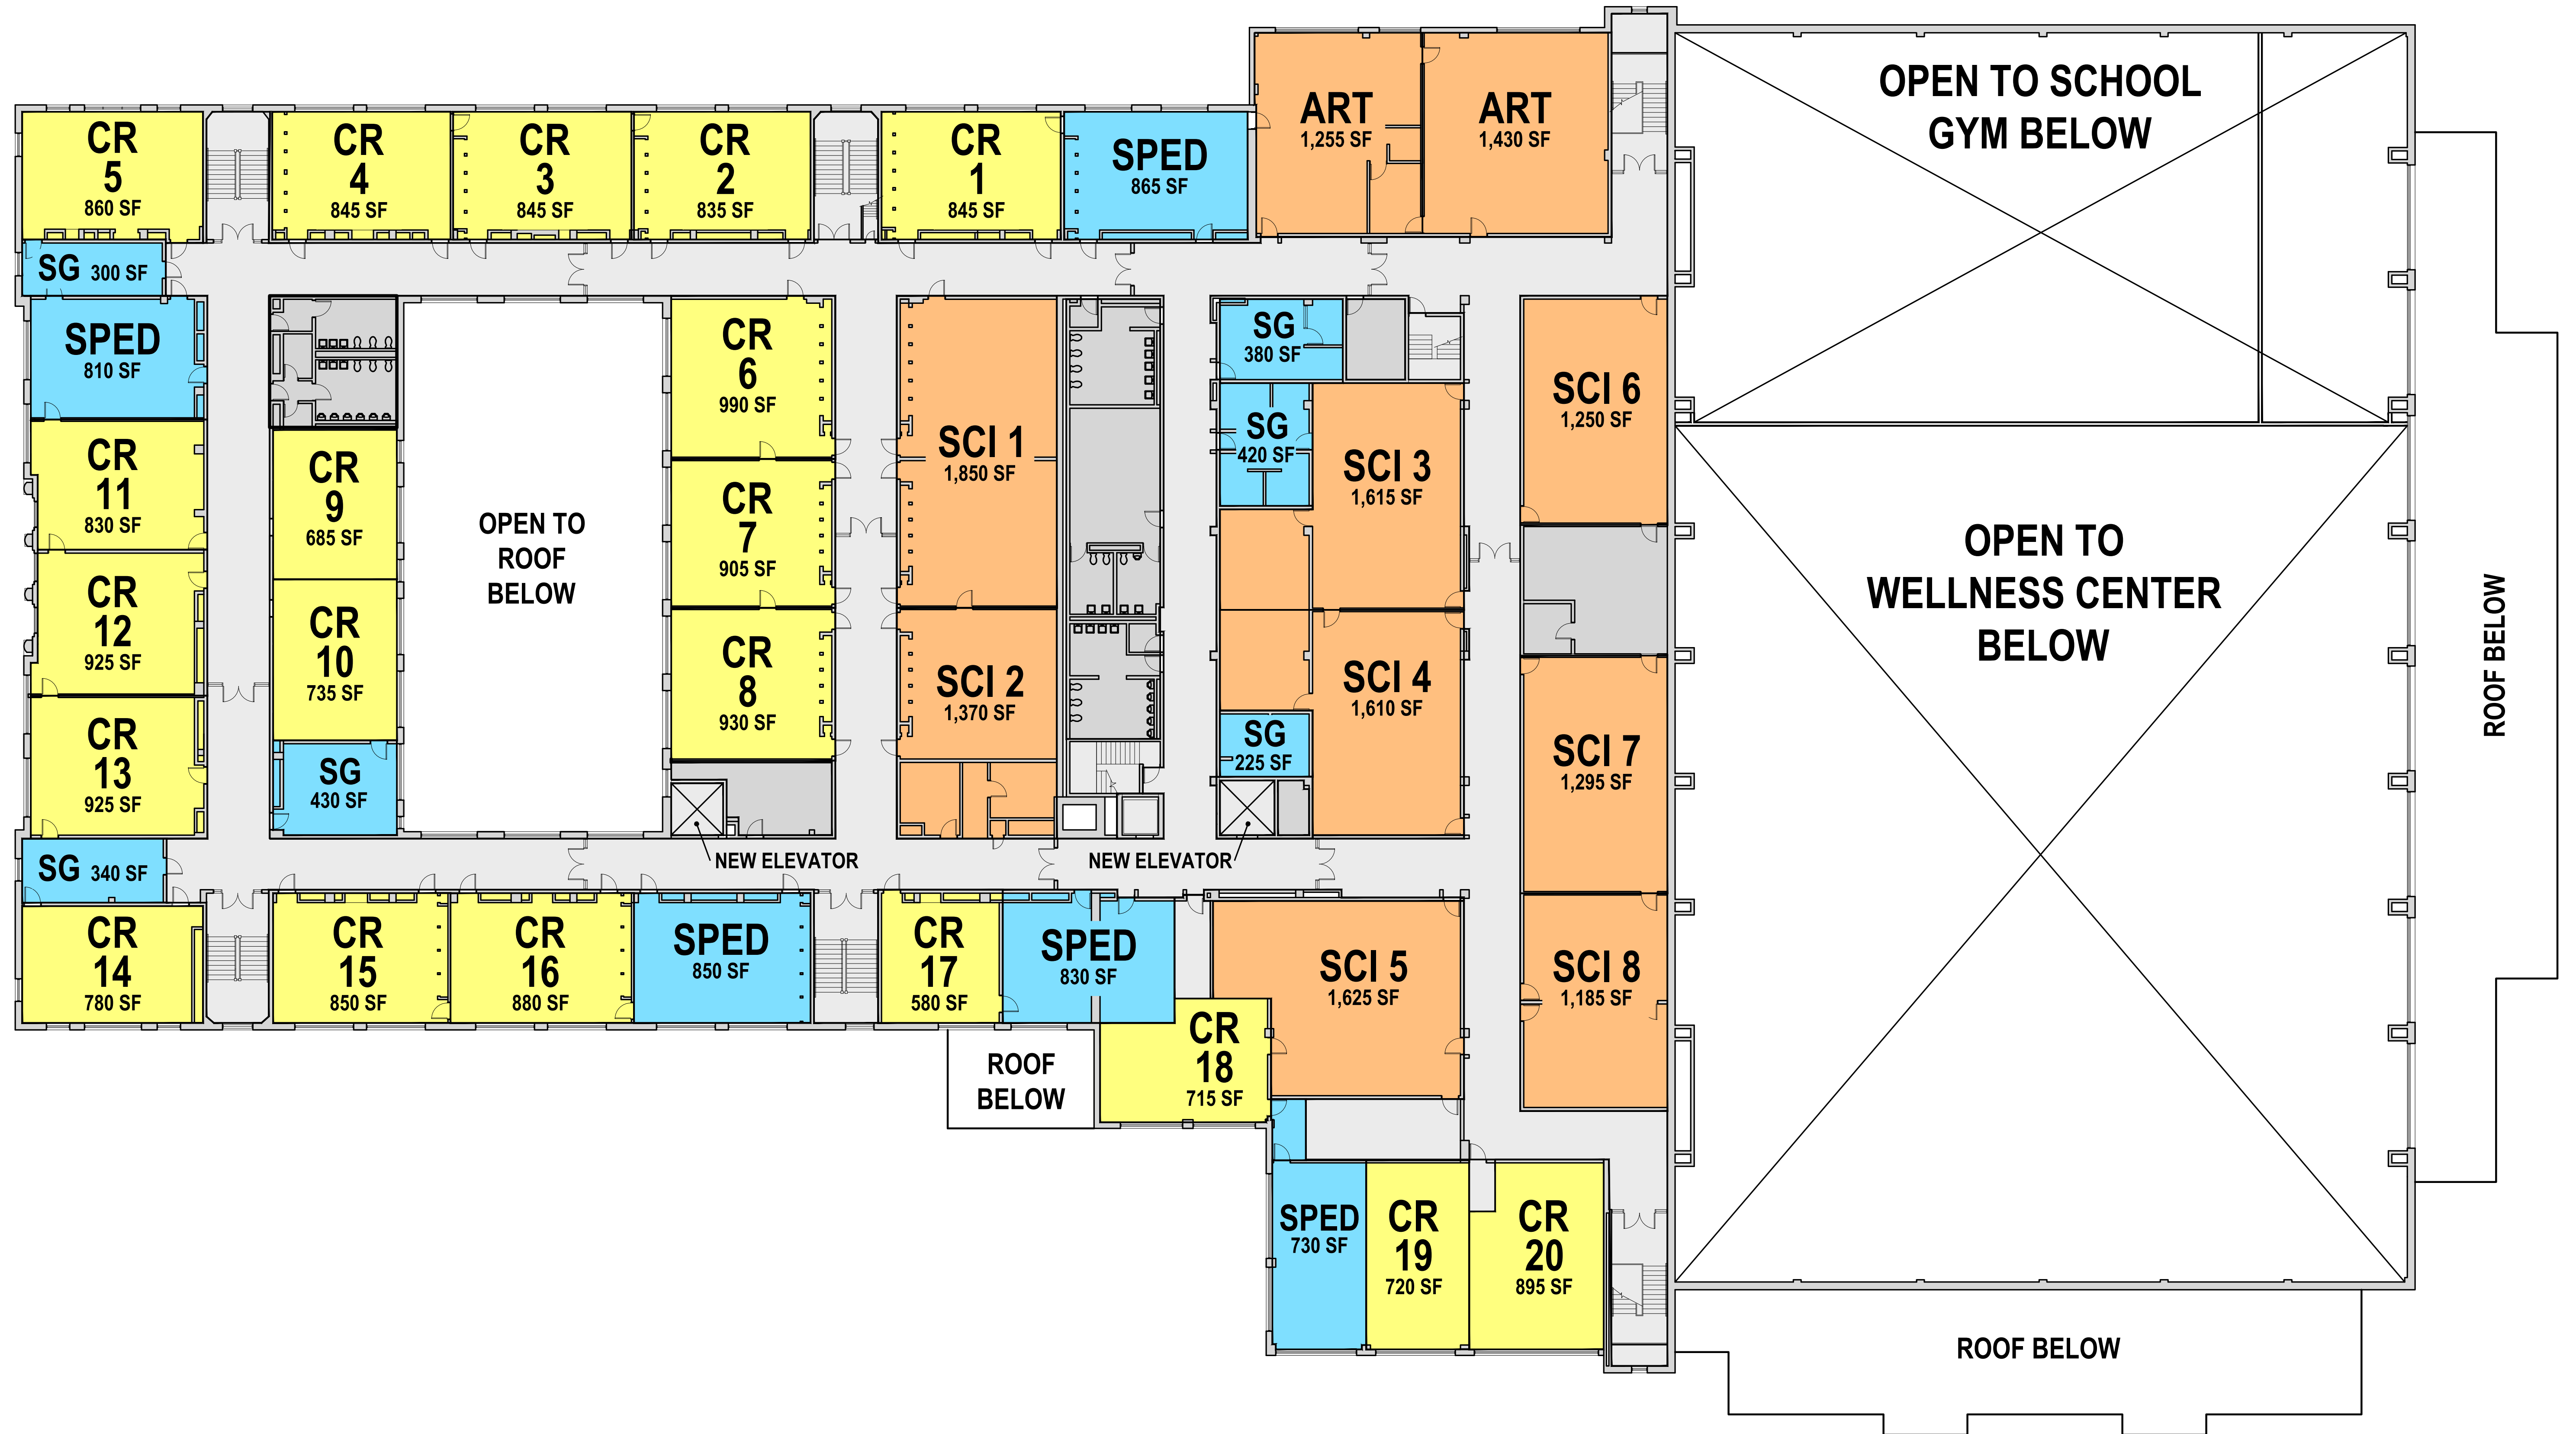 CR
5
860 SF
CR
4
845 SF
CR
3
845 SF
CR
2
835 SF
CR
1
845 SF
SPED
865 SF
ART
1,255 SF
ART
1,430 SF
OPEN TO SCHOOL
GYM BELOW
SG 300 SF
SPED
810 SF
CR
11
830 SF
CR
12
925 SF
CR
13
925 SF
SG 340 SF
CR
9
685 SF
CR
10
735 SF
SG
430 SF
OPEN TO
ROOF
BELOW
CR
6
990 SF
CR
7
905 SF
CR
8
930 SF
NEW ELEVATOR
SCI 1
1,850 SF
SCI 2
1,370 SF
SG
380 SF
SG
420 SF
SCI 3
1,615 SF
SCI 4
1,610 SF
SG
225 SF
NEW ELEVATOR
SCI 6
1,250 SF
SCI 7
1,295 SF
SCI 8
1,185 SF
OPEN TO
WELLNESS CENTER
BELOW
ROOF BELOW
CR
14
780 SF
CR
15
850 SF
CR
16
880 SF
SPED
850 SF
CR
17
580 SF
SPED
830 SF
CR
18
715 SF
SCI 5
1,625 SF
ROOF
BELOW
SPED
730 SF
CR
19
720 SF
CR
20
895 SF
ROOF BELOW